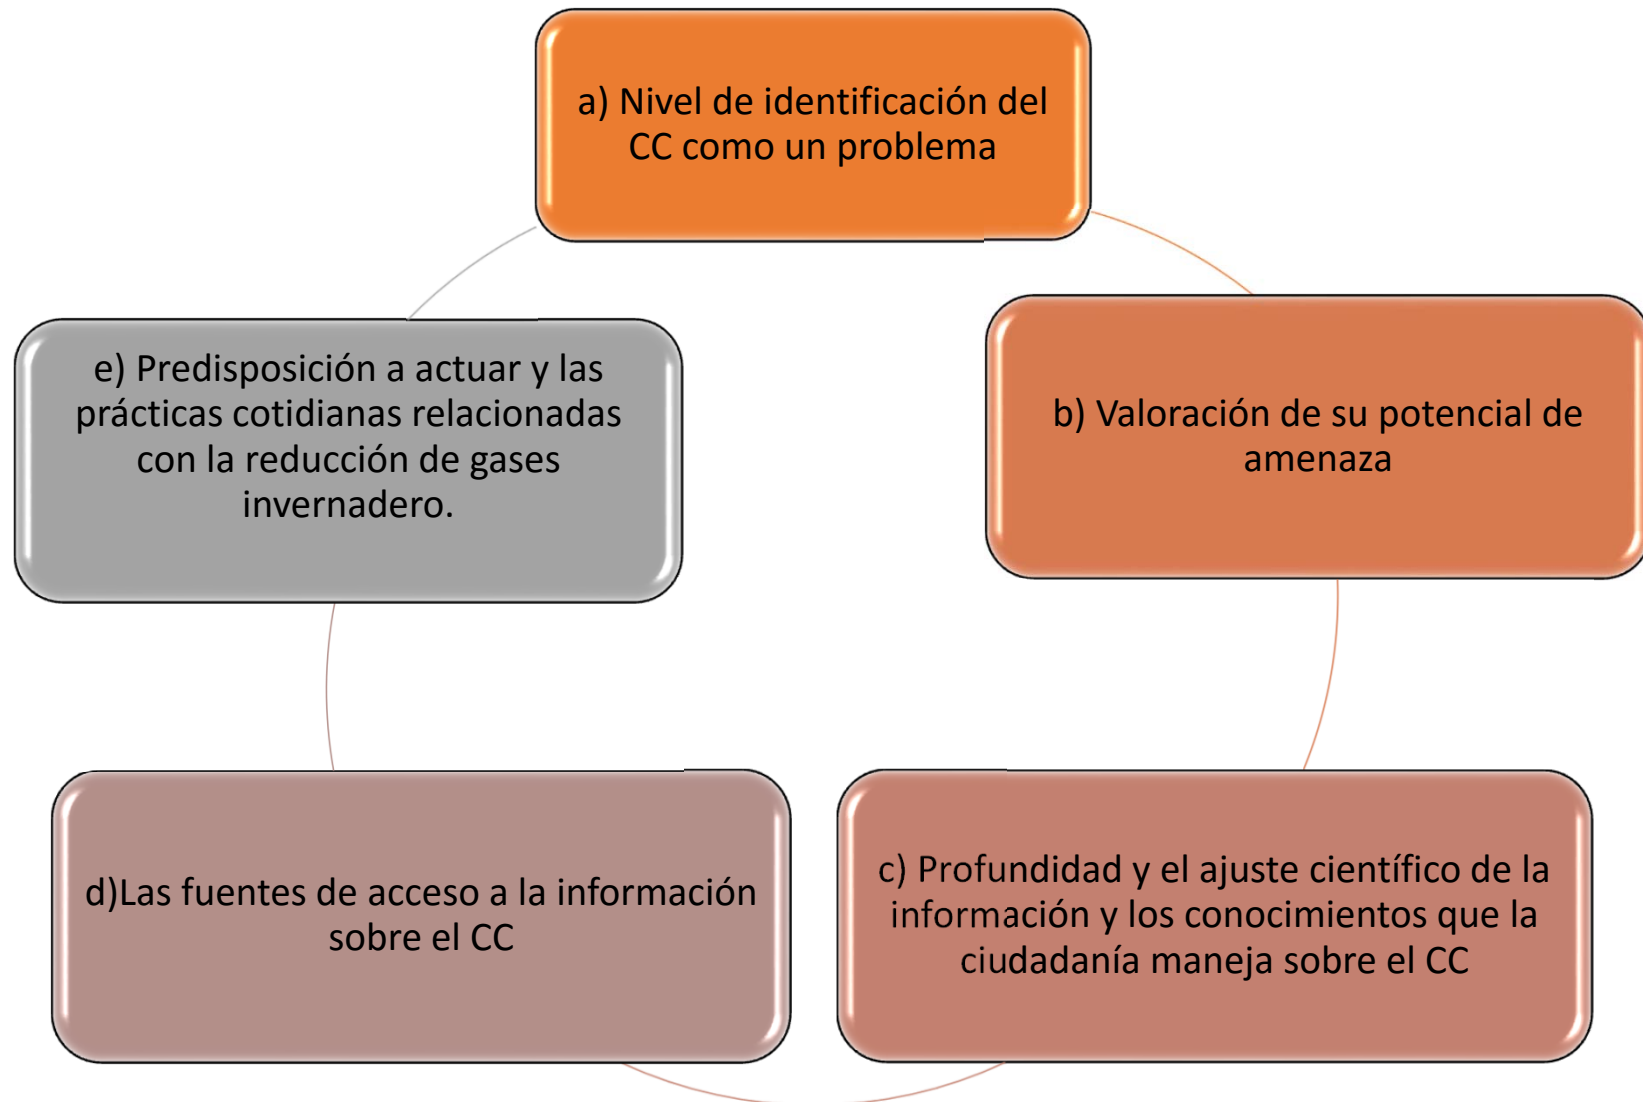 a) Nivel de identificación del
CC como un problema
b) Valoración de su potencial de
amenaza
c) Profundidad y el ajuste científico de la
información y los conocimientos que la
ciudadanía maneja sobre el CC
d)Las fuentes de acceso a la información
sobre el CC
e) Predisposición a actuar y las
prácticas cotidianas relacionadas
con la reducción de gases
invernadero.